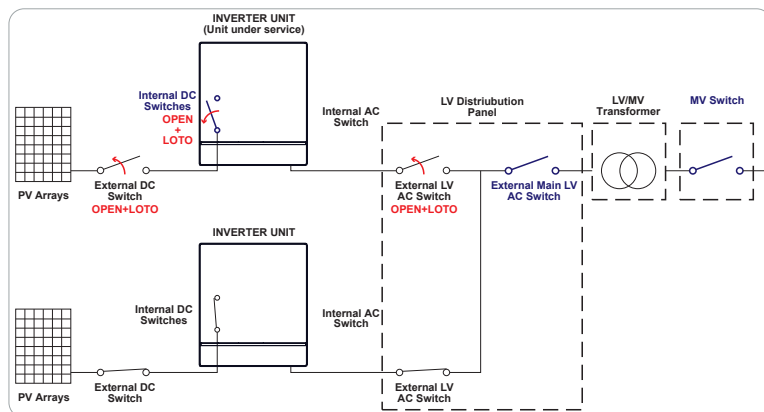 INVERTER UNIT
(Unit under service)
Internal DC
Switches
OPEN
+
LOTO
PV Arrays
External DC
Switch
OPEN+LOTO
Internal AC
Switch
LV Distriubution
Panel
External LV
AC Switch
OPEN+LOTO
External Main LV
AC Switch
LV/MV
Transformer
MV Switch
INVERTER UNIT
Internal DC
Switches
PV Arrays
External DC
Switch
Internal AC
Switch
External LV
AC Switch